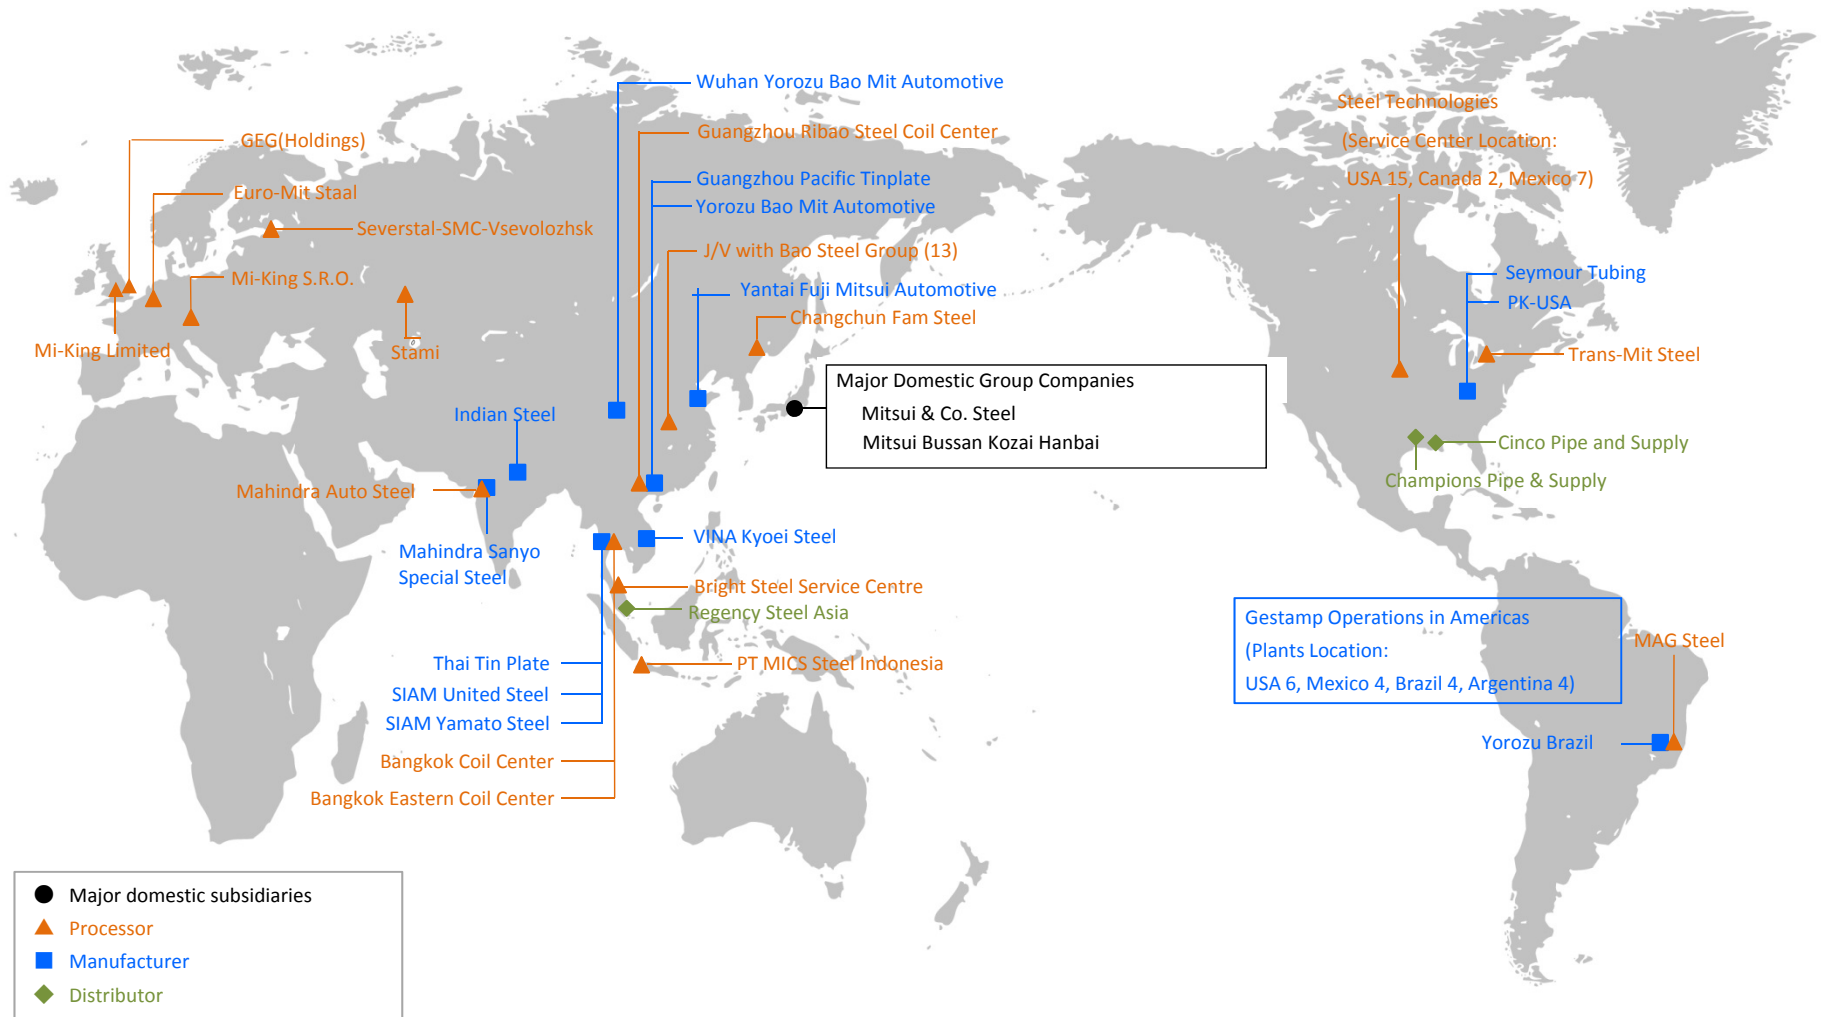 Wuhan Yorozu Bao Mit Automotive
Steel Technologies
(Service Center Location:
USA 15, Canada 2, Mexico 7)
GEG(Holdings)
Guangzhou Ribao Steel Coil Center
Euro-Mit Staal
Guangzhou Pacific Tinplate
Yorozu Bao Mit Automotive
Severstal-SMC-Vsevolozhsk
J/V with Bao Steel Group (13)
Mi-King S.R.O.
Yantai Fuji Mitsui Automotive
Seymour Tubing
PK-USA
Changchun Fam Steel
Mi-King Limited
Stami
Trans-Mit Steel
Major Domestic Group Companies
Mitsui & Co. Steel
Mitsui Bussan Kozai Hanbai
Indian Steel
Cinco Pipe and Supply
Champions Pipe & Supply
Mahindra Auto Steel
Mahindra Sanyo
Special Steel
VINA Kyoei Steel
Bright Steel Service Centre
Regency Steel Asia
Gestamp Operations in Americas
(Plants Location:
USA 6, Mexico 4, Brazil 4, Argentina 4)
MAG Steel
Thai Tin Plate
PT MICS Steel Indonesia
SIAM United Steel
SIAM Yamato Steel
Yorozu Brazil
Bangkok Coil Center
Bangkok Eastern Coil Center
Major domestic subsidiaries
Processor
Manufacturer
Distributor